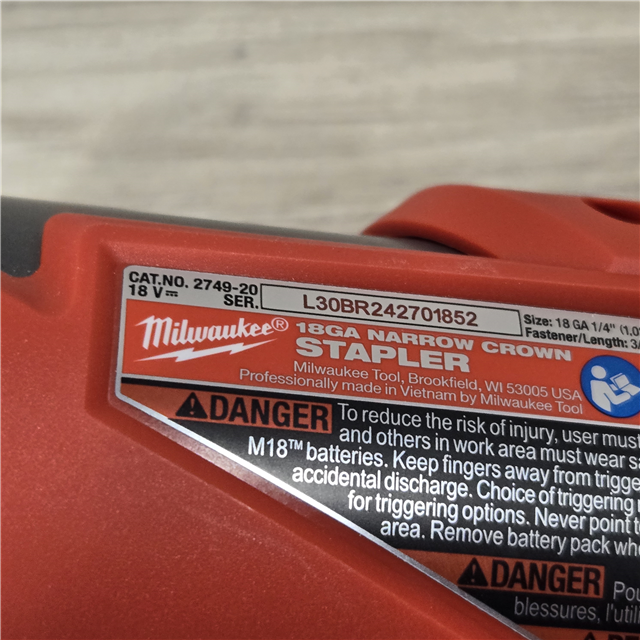 CAT.NO. 2749-20
18 V⎓ SER. L30BR242701852
Size: 18 GA 1/4"
Fastener/Length:
Milwaukee®
18GA NARROW CROWN
STAPLER
Milwaukee Tool, Brookfield, WI 53005 USA
Professionally made in Vietnam by Milwaukee Tool
DANGER To reduce the risk of injury, user must
and others in work area must wear
M18™ batteries. Keep fingers away from
accidental discharge. Choice of triggering
for triggering options. Never point
area. Remove battery pack
DANGER
blessures,